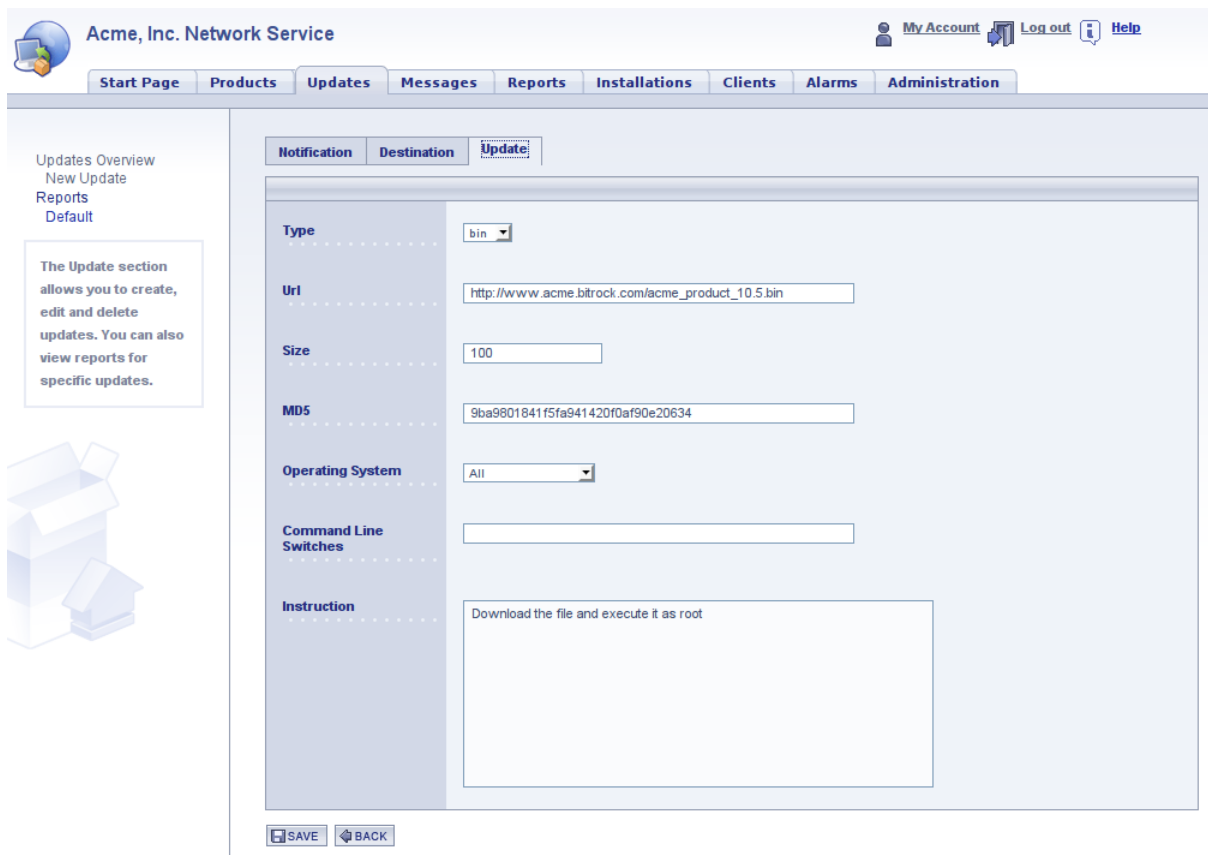 Acme, Inc. Network Service
My Account Log out Help
Start Page Products Updates Messages Reports Installations Clients Alarms Administration
Updates Overview
New Update
Reports
Default
The Update section
allows you to create,
edit and delete
updates. You can also
view reports for
specific updates.
Notification Destination Update
Type bin
Url http://www.acme.bitrock.com/acme_product_10.5.bin
Size 100
MD5 9ba9801841f5fa941420f0af90e20634
Operating System All
Command Line
Switches
Instruction Download the file and execute it as root
SAVE BACK